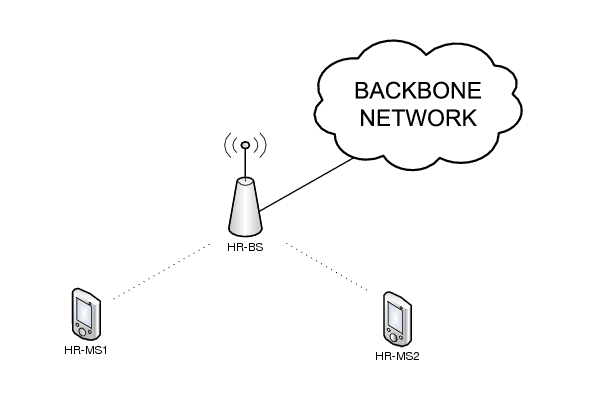 BACKBONE
NETWORK
HR-BS
HR-MS1
HR-MS2